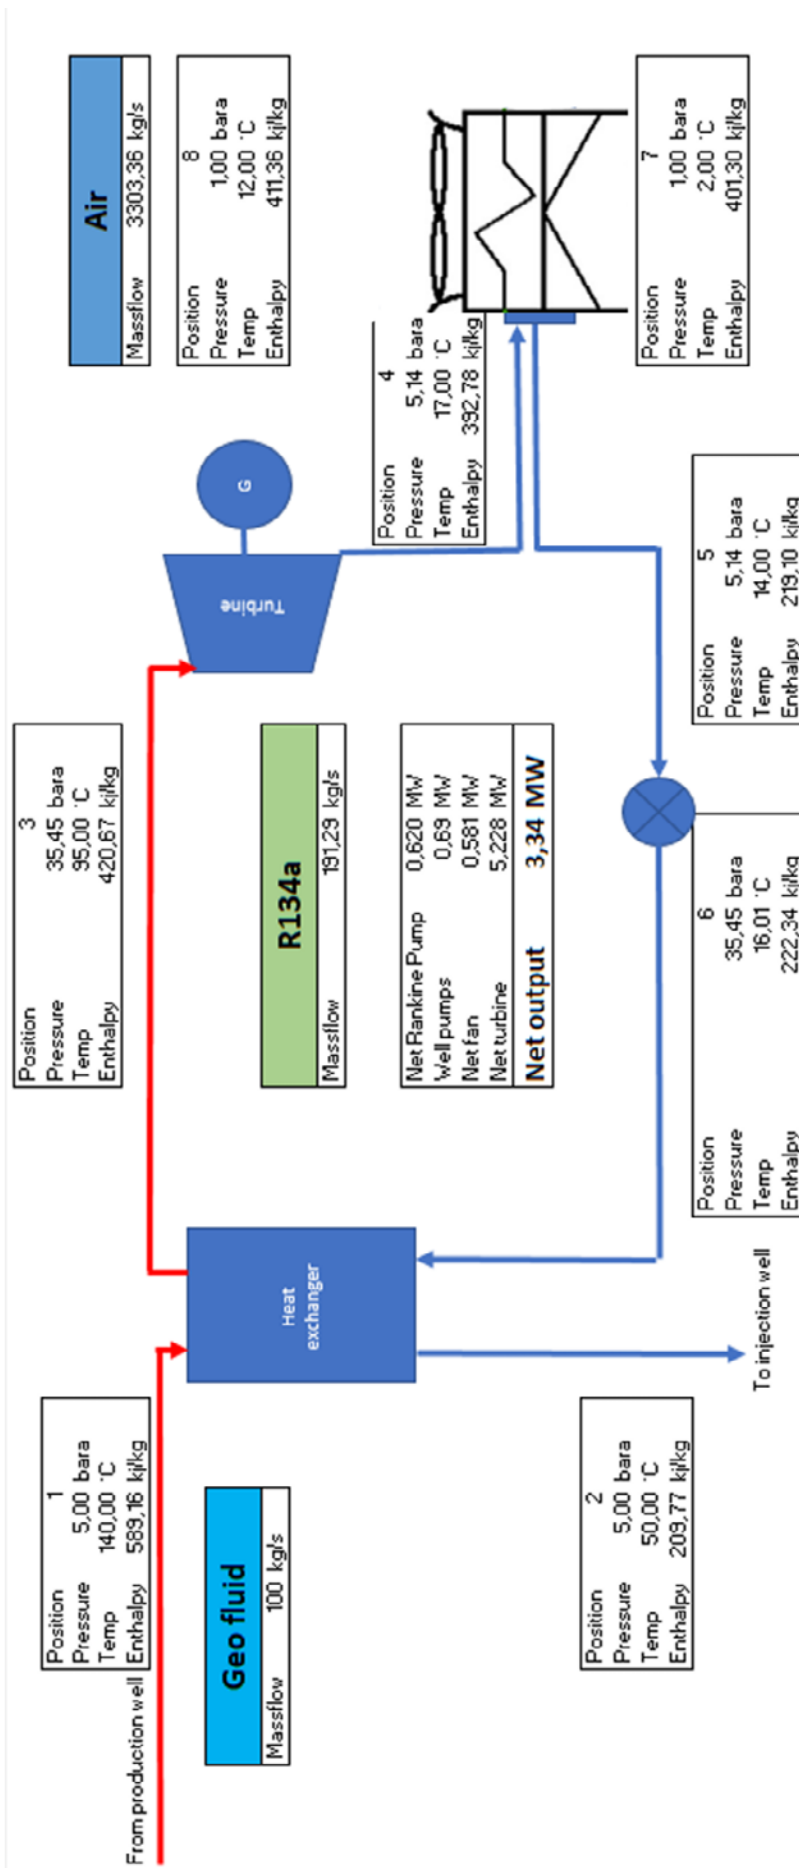 From production well
Position 1
Pressure 5,00 bara
Temp 140,00 °C
Enthalpy 589,16 kj/kg
Geo fluid
Massflow 100 kg/s
Position 2
Pressure 5,00 bara
Temp 50,00 °C
Enthalpy 209,77 kj/kg
Heat
exchanger
To injection well
Position 3
Pressure 35,45 bara
Temp 95,00 °C
Enthalpy 420,67 kj/kg
R134a
Massflow 191,29 kg/s
Net Rankine Pump 0,620 MW
Well pumps 0,69 MW
Net fan 0,581 MW
Net turbine 5,228 MW
Net output 3,34 MW
Position 6
Pressure 35,45 bara
Temp 16,01 °C
Enthalpy 222,34 kj/kg
Turbine
G
Position 4
Pressure 5,14 bara
Temp 17,00 °C
Enthalpy 392,78 kj/kg
Position 5
Pressure 5,14 bara
Temp 14,00 °C
Enthalpy 219,10 kj/kg
Air
Massflow 3303,36 kg/s
Position 8
Pressure 1,00 bara
Temp 12,00 °C
Enthalpy 411,36 kj/kg
Position 7
Pressure 1,00 bara
Temp 2,00 °C
Enthalpy 401,30 kj/kg